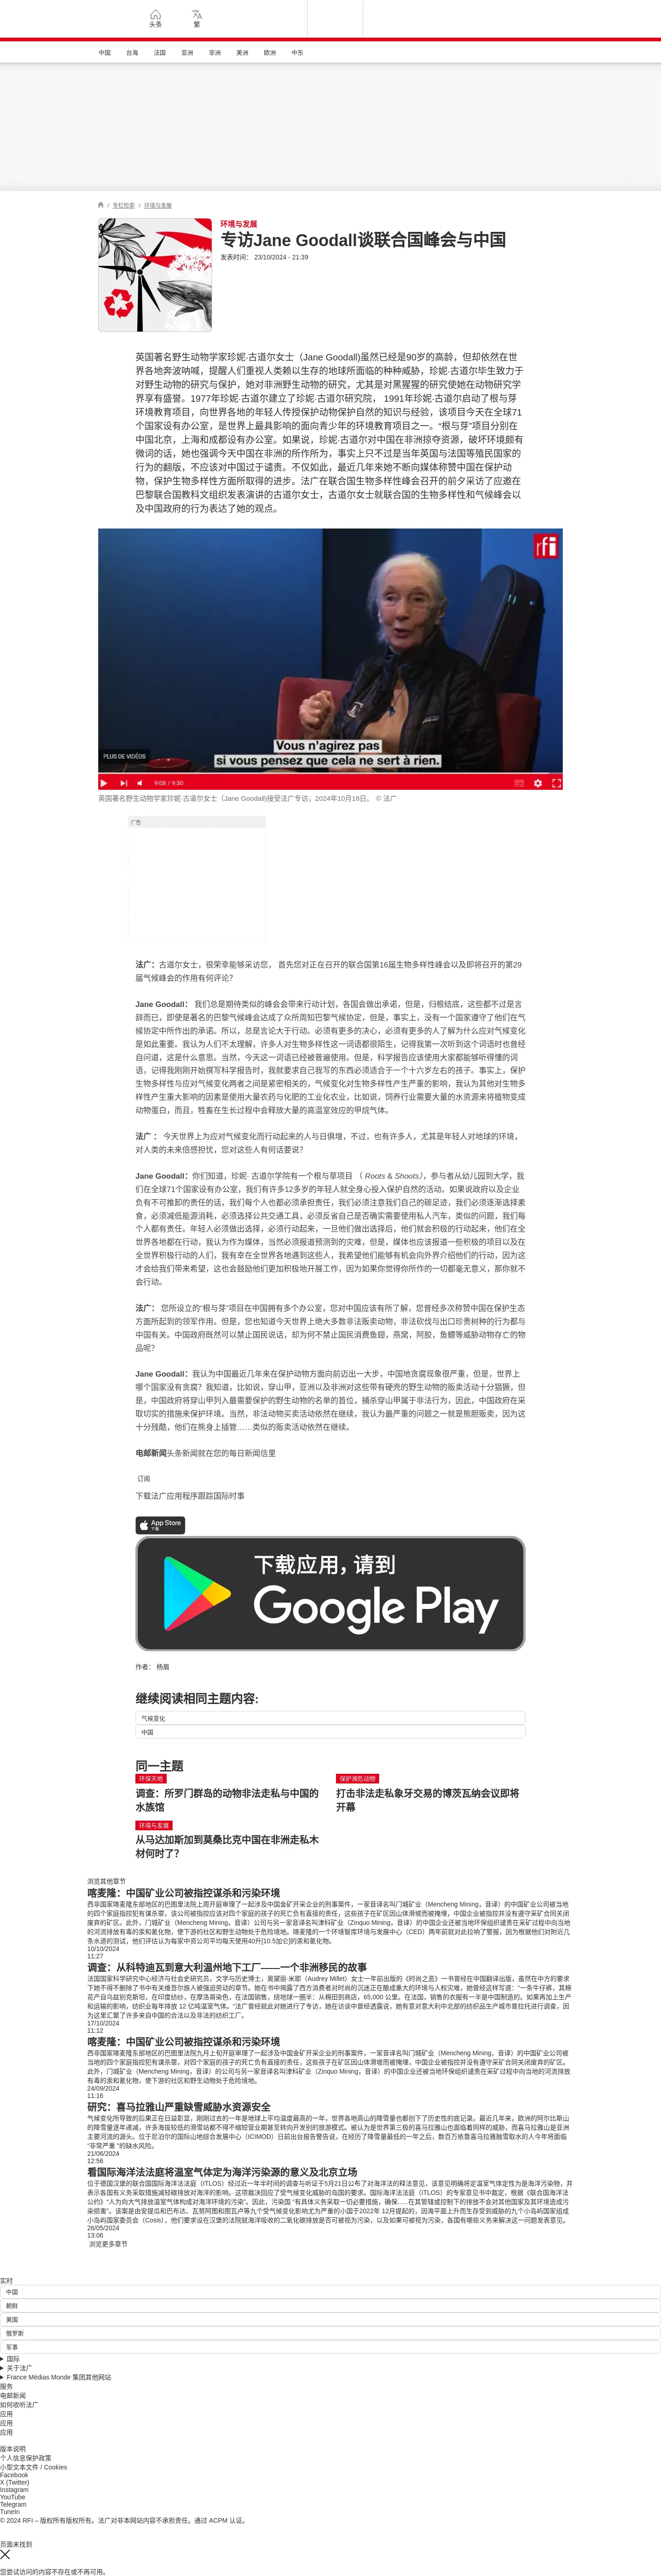 头条
繁
中国 台湾 法国 亚洲 非洲 美洲 欧洲 中东
/ 专栏检索 / 环境与发展
环境与发展
专访Jane Goodall谈联合国峰会与中国
发表时间： 23/10/2024 - 21:39
英国著名野生动物学家珍妮·古道尔女士（Jane Goodall)虽然已经是90岁的高龄，但却依然在世
界各地奔波呐喊，提醒人们重视人类赖以生存的地球所面临的种种威胁，珍妮·古道尔毕生致力于
对野生动物的研究与保护，她对非洲野生动物的研究，尤其是对黑猩猩的研究使她在动物研究学
界享有盛誉。1977年珍妮·古道尔建立了珍妮·古道尔研究院， 1991年珍妮·古道尔启动了根与芽
环境教育项目，向世界各地的年轻人传授保护动物保护自然的知识与经验，该项目今天在全球71
个国家设有办公室，是世界上最具影响的面向青少年的环境教育项目之一。“根与芽”项目分别在
中国北京，上海和成都设有办公室。如果说，珍妮·古道尔对中国在非洲掠夺资源，破坏环境颇有
微词的话，她也强调今天中国在非洲的所作所为，事实上只不过是当年英国与法国等殖民国家的
行为的翻版，不应该对中国过于谴责。不仅如此，最近几年来她不断向媒体称赞中国在保护动
物，保护生物多样性方面所取得的进步。法广在联合国生物多样性峰会召开的前夕采访了应邀在
巴黎联合国教科文组织发表演讲的古道尔女士，古道尔女士就联合国的生物多样性和气候峰会以
及中国政府的行为表达了她的观点。
rfi
PLUS DE VIDÉOS
Vous n'agirez pas
si vous pensez que cela ne sert à rien.
9:08 / 9:30
英国著名野生动物学家珍妮·古道尔女士（Jane Goodall)接受法广专访，2024年10月18日。 © 法广
广告
法广：古道尔女士，很荣幸能够采访您， 首先您对正在召开的联合国第16届生物多样性峰会以及即将召开的第29
届气候峰会的作用有何评论？
Jane Goodall： 我们总是期待类似的峰会会带来行动计划，各国会做出承诺，但是，归根结底，这些都不过是言
辞而已，即使是著名的巴黎气候峰会达成了众所周知巴黎气候协定，但是，事实上，没有一个国家遵守了他们在气
候协定中所作出的承诺。所以，总是言论大于行动。必须有更多的决心，必须有更多的人了解为什么应对气候变化
是如此重要。我认为人们不太理解，许多人对生物多样性这一词语都很陌生，记得我第一次听到这个词语时也曾经
自问道，这是什么意思。当然，今天这一词语已经被普遍使用。但是，科学报告应该使用大家都能够听得懂的词
语，记得我刚刚开始撰写科学报告时，我就要求自己我写的东西必须适合于一个十六岁左右的孩子。事实上，保护
生物多样性与应对气候变化两者之间是紧密相关的，气候变化对生物多样性产生严重的影响，我认为其他对生物多
样性产生重大影响的因素是使用大量农药与化肥的工业化农业，比如说，饲养行业需要大量的水资源来将植物变成
动物蛋白，而且，牲畜在生长过程中会释放大量的高温室效应的甲烷气体。
法广： 今天世界上为应对气候变化而行动起来的人与日俱增，不过，也有许多人，尤其是年轻人对地球的环境，
对人类的未来倍感担忧，您对这些人有何话要说？
Jane Goodall：你们知道，珍妮· 古道尔学院有一个根与草项目 （ Roots & Shoots），参与者从幼儿园到大学，我
们在全球71个国家设有办公室，我们有许多12多岁的年轻人就全身心投入保护自然的活动。如果说政府以及企业
负有不可推卸的责任的话，我们每个人也都必须承担责任，我们必须注意我们自己的碳足迹，我们必须逐渐选择素
食，必须减低能源消耗，必须选择公共交通工具，必须反省自己是否确实需要使用私人汽车，类似的问题，我们每
个人都有责任。年轻人必须做出选择，必须行动起来，一旦他们做出选择后，他们就会积极的行动起来，他们在全
世界各地都在行动，我认为作为媒体，当然必须报道预测到的灾难，但是，媒体也应该报道一些积极的项目以及在
全世界积极行动的人们，我有幸在全世界各地遇到这些人，我希望他们能够有机会向外界介绍他们的行动，因为这
才会给我们带来希望，这也会鼓励他们更加积极地开展工作，因为如果你觉得你所作的一切都毫无意义，那你就不
会行动。
法广： 您所设立的“根与芽”项目在中国拥有多个办公室，您对中国应该有所了解，您曾经多次称赞中国在保护生态
方面所起到的领军作用。但是，您也知道今天世界上绝大多数非法贩卖动物，非法砍伐与出口珍贵树种的行为都与
中国有关。中国政府既然可以禁止国民说话，却为何不禁止国民消费鱼翅，燕窝，阿胶，鱼鳔等威胁动物存亡的物
品呢?
Jane Goodall：我认为中国最近几年来在保护动物方面向前迈出一大步，中国地贪腐现象很严重，但是，世界上
哪个国家没有贪腐？我知道，比如说，穿山甲，亚洲以及非洲对这些带有硬壳的野生动物的贩卖活动十分猖獗，但
是，中国政府将穿山甲列入最需要保护的野生动物的名单的首位，捕杀穿山甲属于非法行为，因此，中国政府在采
取切实的措施来保护环境。当然，非法动物买卖活动依然在继续，我认为最严重的问题之一就是熊胆贩卖，因为这
十分残酷，他们在熊身上插管……类似的贩卖活动依然在继续。
电邮新闻头条新闻就在您的每日新闻信里
订阅
下载法广应用程序跟踪国际时事
App Store
下载
下载应用，请到
Google Play
作者： 杨眉
继续阅读相同主题内容:
气候变化
中国
同一主题
环保天地
调查：所罗门群岛的动物非法走私与中国的
水族馆
保护濒危动物
打击非法走私象牙交易的博茨瓦纳会议即将
开幕
环境与发展
从马达加斯加到莫桑比克中国在非洲走私木
材何时了？
浏览其他章节
喀麦隆：中国矿业公司被指控谋杀和污染环境
西非国家喀麦隆东部地区的巴图里法院上周开庭审理了一起涉及中国金矿开采企业的刑事案件，一家音译名叫门城矿业（Mencheng Mining，音译）的中国矿业公司被当
地的四个家庭指控犯有谋杀罪，该公司被指控应该对四个家庭的孩子的死亡负有直接的责任，这些孩子在矿区因山体滑坡而被掩埋，中国企业被指控并没有遵守采矿合同关闭
废弃的矿区。此外，门城矿业（Mencheng Mining，音译）公司与另一家音译名叫津科矿业（Zinquo Mining，音译）的中国企业还被当地环保组织谴责在采矿过程中向当地
的河流排放有毒的汞和氰化物，使下游的社区和野生动物处于危险境地。喀麦隆的一个环境智库环境与发展中心（CED）两年前就对此拉响了警报，因为根据他们对附近几
条水道的测试，他们评估认为每家中资公司平均每天使用40升[10.5加仑]的汞和氰化物。
10/10/2024
11:27
调查：从科特迪瓦到意大利温州地下工厂——一个非洲移民的故事
法国国家科学研究中心经济与社会史研究员，文学与历史博士，奥黛丽·米耶（Audrey Millet）女士一年前出版的《时尚之恶》一书曾经在中国翻译出版，虽然在中方的要求
下她不得不删除了书中有关维吾尔族人被强迫劳动的章节。她在书中揭露了西方消费者对时尚的沉迷正在酿成重大的环境与人权灾难，她曾经这样写道：“一条牛仔裤，其棉
花产自乌兹别克斯坦，在印度纺纱，在摩洛哥染色，在法国销售，绕地球一圈半：从棉田到商店，65,000 公里。在法国，销售的衣服有一半是中国制造的。如果再加上生产
和运输的影响，纺织业每年排放 12 亿吨温室气体。”法广曾经就此对她进行了专访，她在访谈中曾经透露说，她有意对意大利中北部的纺织品生产城市普拉托进行调查，因
为这里汇聚了许多来自中国的合法以及非法的纺织工厂。
17/10/2024
11:12
喀麦隆：中国矿业公司被指控谋杀和污染环境
西非国家喀麦隆东部地区的巴图里法院九月上旬开庭审理了一起涉及中国金矿开采企业的刑事案件，一家音译名叫门城矿业（Mencheng Mining，音译）的中国矿业公司被
当地的四个家庭指控犯有谋杀罪，对四个家庭的孩子的死亡负有直接的责任，这些孩子在矿区因山体滑坡而被掩埋，中国企业被指控并没有遵守采矿合同关闭废弃的矿区。
此外，门城矿业（Mencheng Mining，音译）的公司与另一家音译名叫津科矿业（Zinquo Mining，音译）的中国企业还被当地环保组织谴责在采矿过程中向当地的河流排放
有毒的汞和氰化物，使下游的社区和野生动物处于危险境地。
24/09/2024
11:16
研究：喜马拉雅山严重缺雪威胁水资源安全
气候变化所导致的后果正在日益彰显，刚刚过去的一年是地球上平均温度最高的一年，世界各地高山的降雪量也都创下了历史性的底记录。最近几年来，欧洲的阿尔比斯山
的降雪量逐年递减，许多海拔较低的滑雪站都不得不缩短营业期甚至转向开发别的旅游模式。被认为是世界第三极的喜马拉雅山也面临着同样的威胁，而喜马拉雅山是亚洲
主要河流的源头。位于尼泊尔的国际山地综合发展中心（ICIMOD）日前出台报告警告说，在经历了降雪量最低的一年之后，数百万依靠喜马拉雅融雪取水的人今年将面临
“非常严重 ”的缺水风险。
21/06/2024
12:56
看国际海洋法法庭将温室气体定为海洋污染源的意义及北京立场
位于德国汉堡的联合国国际海洋法法庭（ITLOS）经过近一年半时间的调查与听证于5月21日公布了对海洋法的释法意见，该意见明确将定温室气体定性为是海洋污染物，并
表示各国有义务采取措施减轻碳排放对海洋的影响。这项裁决回应了受气候变化威胁的岛国的要求。国际海洋法法庭（ITLOS）的专家意见书中裁定，根据《联合国海洋法
公约》“人为向大气排放温室气体构成对海洋环境的污染”。因此，污染国 “有具体义务采取一切必要措施，确保……在其管辖或控制下的排放不会对其他国家及其环境造成污
染损害”，该案是由安提瓜和巴布达、瓦努阿图和图瓦卢等九个受气候变化影响尤为严重的小国于2022年 12月提起的，因海平面上升而生存受到威胁的九个小岛屿国家组成
小岛屿国家委员会（Cosis），他们要求设在汉堡的法院就海洋吸收的二氧化碳排放是否可被视为污染，以及如果可被视为污染，各国有哪些义务来解决这一问题发表意见。
26/05/2024
13:06
浏览更多章节
实时
中国
朝鲜
美国
俄罗斯
军事
国际
关于法广
France Médias Monde 集团其他网站
服务
电邮新闻
如何收听法广
应用
应用
应用
版本说明
个人信息保护政策
小型文本文件 / Cookies
Facebook
X (Twitter)
Instagram
YouTube
Telegram
TuneIn
© 2024 RFI – 版权所有版权所有。法广对非本网站内容不承担责任。通过 ACPM 认证。
页面未找到
您尝试访问的内容不存在或不再可用。